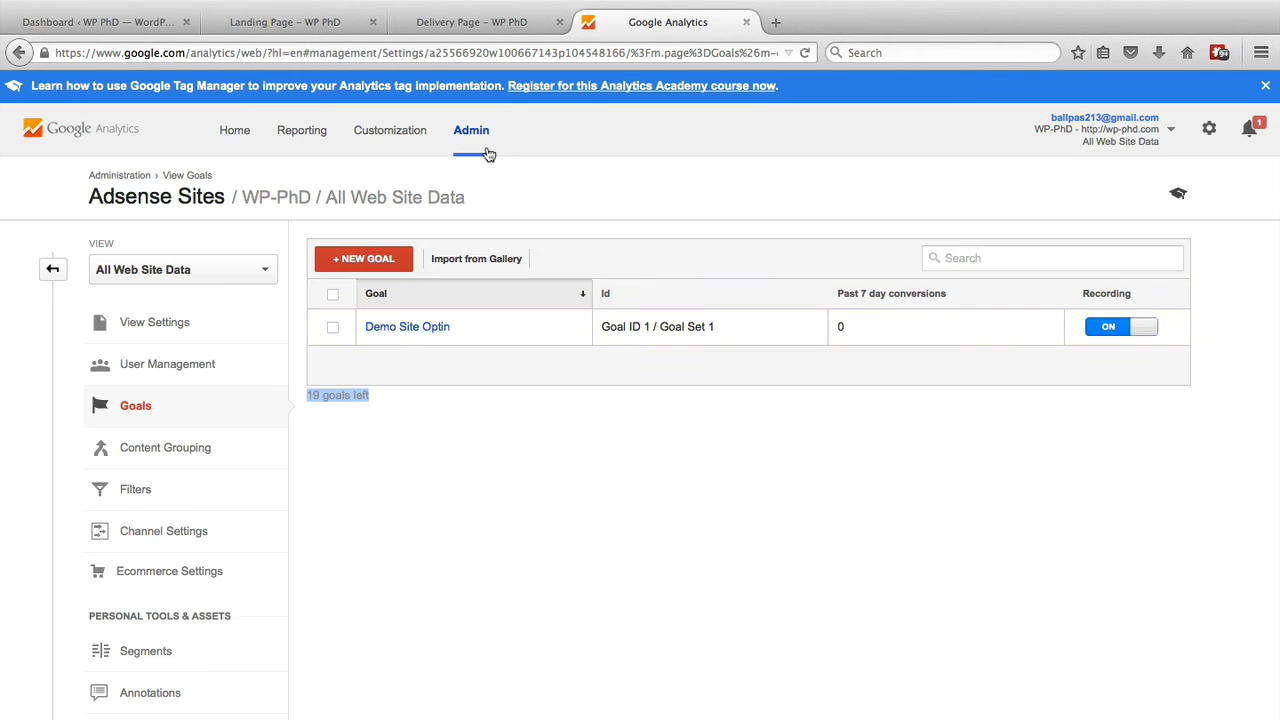 Dashboard ‹ WP PhD — WordP...
Landing Page – WP PhD
Delivery Page – WP PhD
Google Analytics
https://www.google.com/analytics/web/?hl=en#management/Settings/a25566920w100667143p104548166/%3Fm.page%3DGoals%26m-
Search
9+
Learn how to use Google Tag Manager to improve your Analytics tag implementation. Register for this Analytics Academy course now.
Google Analytics
Home
Reporting
Customization
Admin
ballpas213@gmail.com
WP-PhD - http://wp-phd.com
All Web Site Data
1
Administration › View Goals
Adsense Sites / WP-PhD / All Web Site Data
VIEW
All Web Site Data
View Settings
User Management
Goals
Content Grouping
Filters
Channel Settings
Ecommerce Settings
PERSONAL TOOLS & ASSETS
Segments
Annotations
+ NEW GOAL
Import from Gallery
Search
Goal
Id
Past 7 day conversions
Recording
Demo Site Optin
Goal ID 1 / Goal Set 1
0
ON
19 goals left